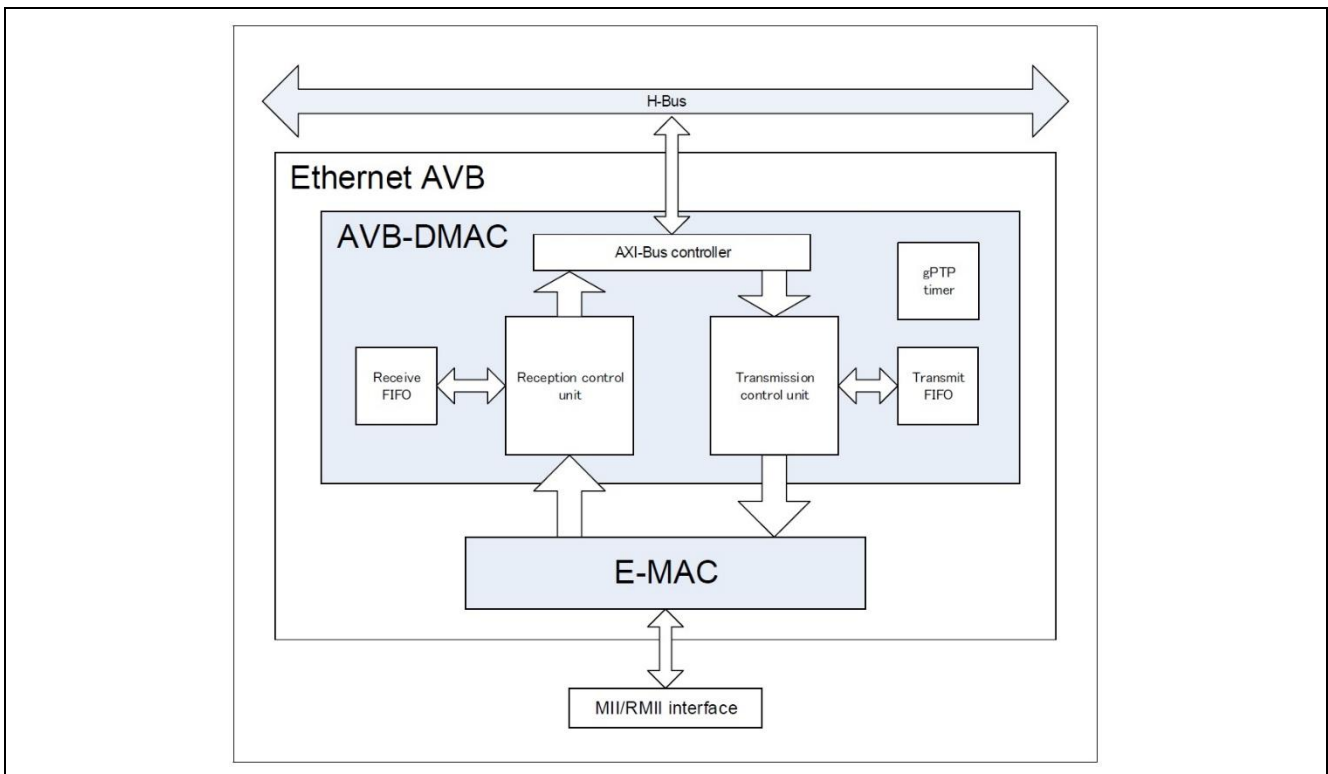 H-Bus
Ethernet AVB
AVB-DMAC
AXI-Bus controller
gPTP
timer
Receive
FIFO
Reception control
unit
Transmission
control unit
Transmit
FIFO
E-MAC
MII/RMII interface